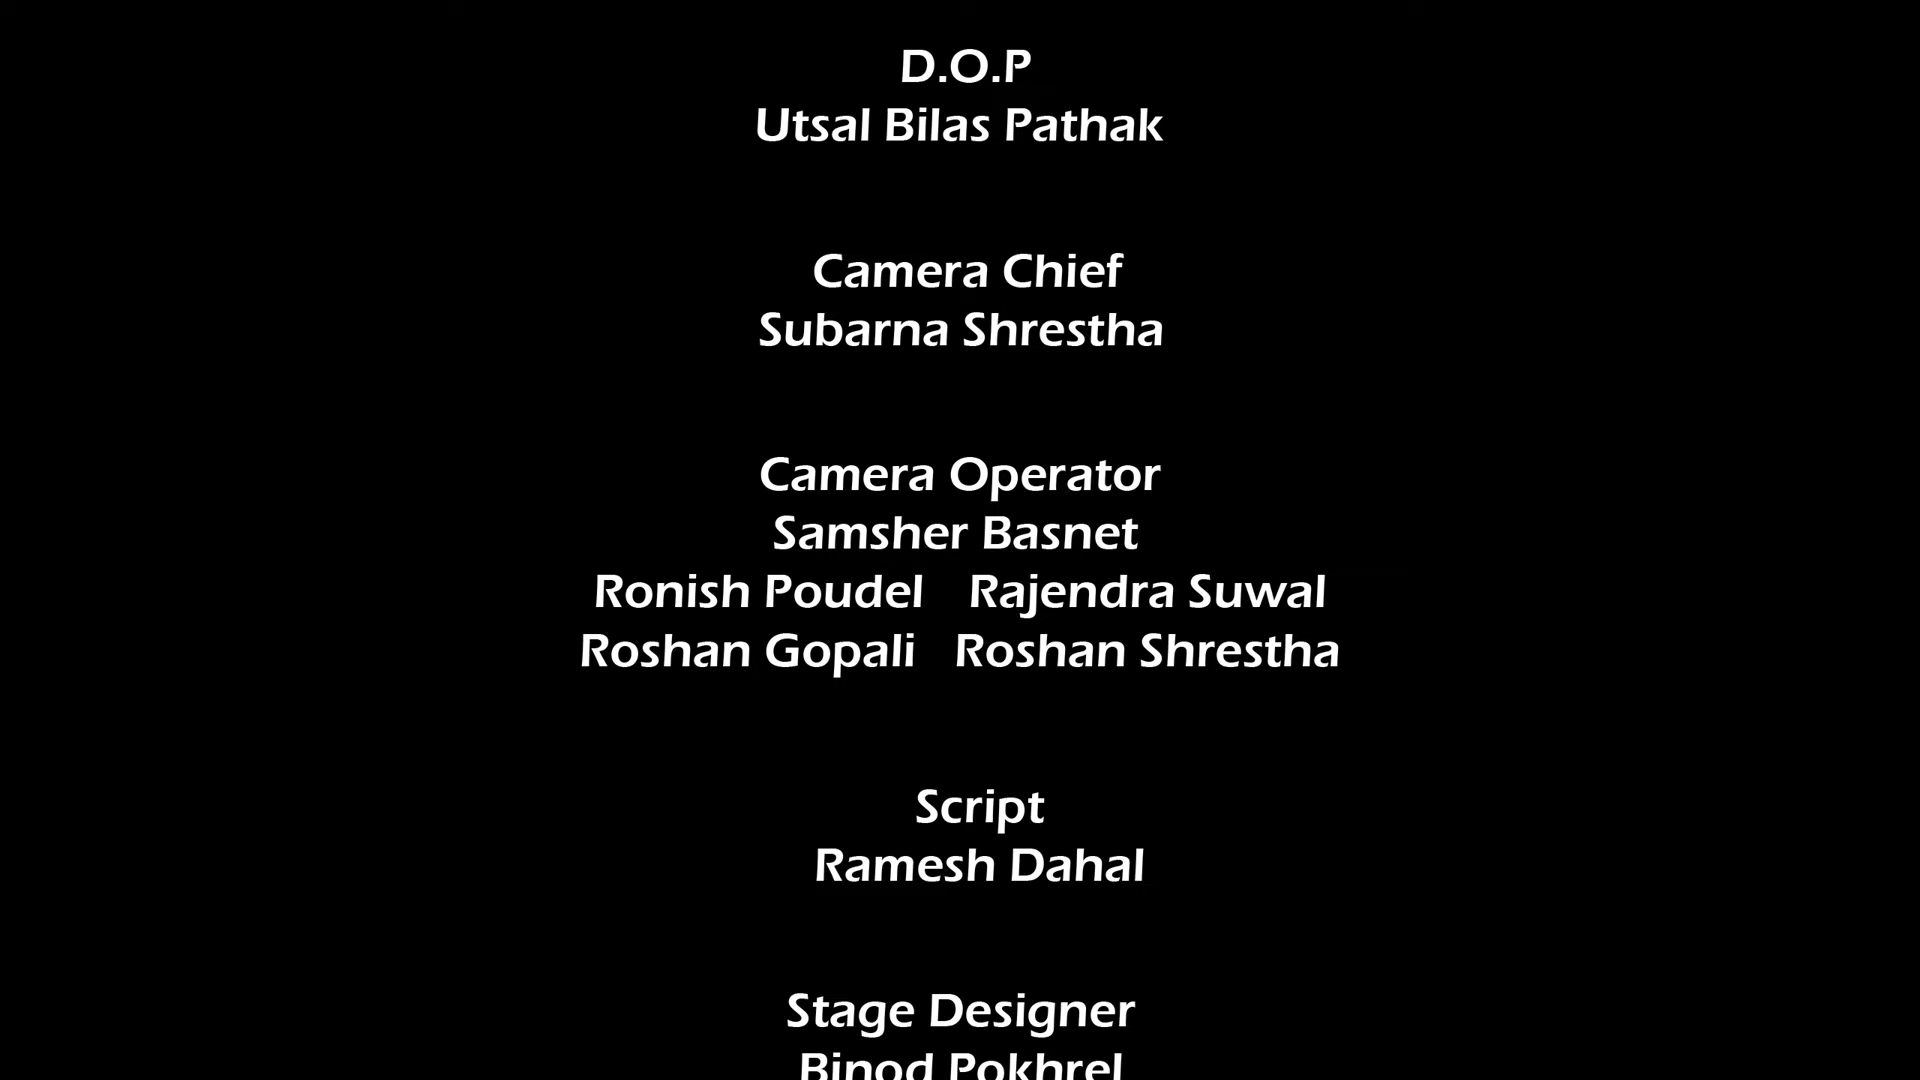 D.O.P
Utsal Bilas Pathak
Camera Chief
Subarna Shrestha
Camera Operator
Samsher Basnet
Ronish Poudel Rajendra Suwal
Roshan Gopali Roshan Shrestha
Script
Ramesh Dahal
Stage Designer
Binod Pokhrel